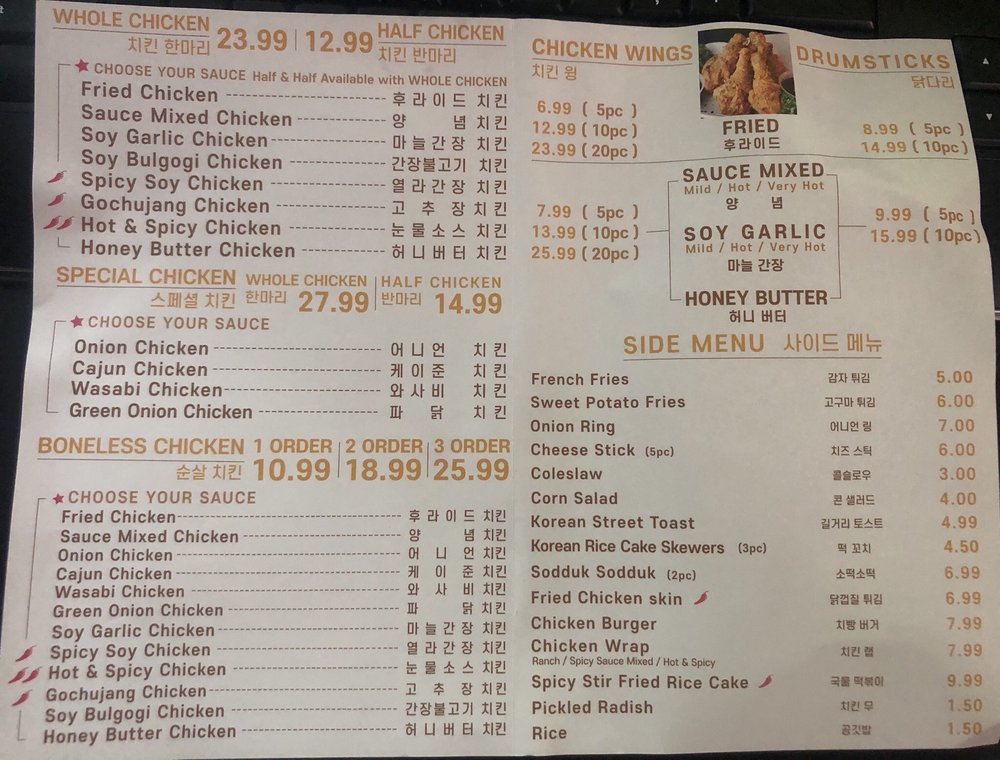 WHOLE CHICKEN 23.99 | 12.99 HALF CHICKEN
치킨 한마리 치킨 반마리
★ CHOOSE YOUR SAUCE Half & Half Available with WHOLE CHICKEN
Fried Chicken 후라이드 치킨
Sauce Mixed Chicken 양 념 치킨
Soy Garlic Chicken 마늘간장 치킨
Soy Bulgogi Chicken 간장불고기 치킨
Spicy Soy Chicken 열라간장 치킨
Gochujang Chicken 고추장치킨
Hot & Spicy Chicken 눈물소스 치킨
Honey Butter Chicken 허니버터 치킨
SPECIAL CHICKEN WHOLE CHICKEN HALF CHICKEN
스페셜 치킨 한마리 27.99 반마리 14.99
★ CHOOSE YOUR SAUCE
Onion Chicken 어니언 치킨
Cajun Chicken 케이준 치킨
Wasabi Chicken 와사비 치킨
Green Onion Chicken 파 닭 치킨
BONELESS CHICKEN 1 ORDER | 2 ORDER | 3 ORDER
순살 치킨 10.99 18.99 25.99
★ CHOOSE YOUR SAUCE
Fried Chicken 후라이드 치킨
Sauce Mixed Chicken 양 념 치킨
Onion Chicken 어니언 치킨
Cajun Chicken 케이준 치킨
Wasabi Chicken 와사비 치킨
Green Onion Chicken 파 닭 치킨
Soy Garlic Chicken 마늘간장 치킨
Spicy Soy Chicken 열라간장 치킨
Hot & Spicy Chicken 눈물소스 치킨
Gochujang Chicken 고추장 치킨
Soy Bulgogi Chicken 간장불고기 치킨
Honey Butter Chicken 허니버터 치킨
CHICKEN WINGS DRUMSTICKS
치킨 윙 닭다리
6.99 ( 5pc )
12.99 (10pc) FRIED 8.99 ( 5pc )
23.99 (20pc) 후라이드 14.99 (10pc)
SAUCE MIXED
Mild / Hot / Very Hot
양 념
7.99 ( 5pc ) 9.99 ( 5pc )
13.99 (10pc) SOY GARLIC 15.99 (10pc)
25.99 (20pc) Mild / Hot / Very Hot
마늘 간장
HONEY BUTTER
허니 버터
SIDE MENU 사이드 메뉴
French Fries 감자 튀김 5.00
Sweet Potato Fries 고구마 튀김 6.00
Onion Ring 어니언 링 7.00
Cheese Stick (5pc) 치즈 스틱 6.00
Coleslaw 콜슬로우 3.00
Corn Salad 콘 샐러드 4.00
Korean Street Toast 길거리 토스트 4.99
Korean Rice Cake Skewers (3pc) 떡 꼬치 4.50
Sodduk Sodduk (2pc) 소떡소떡 6.99
Fried Chicken skin 닭껍질 튀김 6.99
Chicken Burger 치빵 버거 7.99
Chicken Wrap 치킨 랩 7.99
Ranch / Spicy Sauce Mixed / Hot & Spicy
Spicy Stir Fried Rice Cake 국물 떡볶이 9.99
Pickled Radish 치킨 무 1.50
Rice 공깃밥 1.50